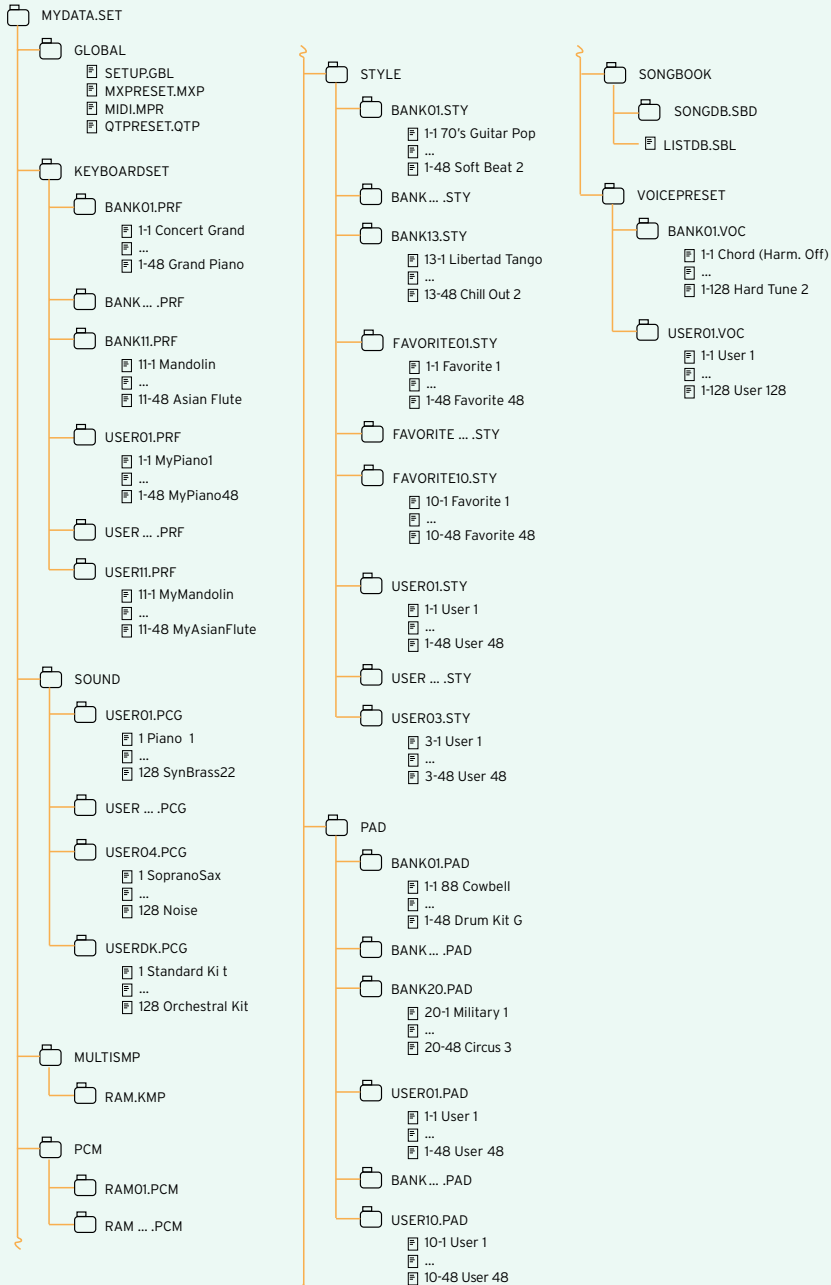 MYDATA.SET
GLOBAL
SETUP.GBL
MXPRESET.MXP
MIDI.MPR
QTPRESET.QTP
KEYBOARDSET
BANK01.PRF
1-1 Concert Grand
...
1-48 Grand Piano
BANK... .PRF
BANK11.PRF
11-1 Mandolin
...
11-48 Asian Flute
USER01.PRF
1-1 MyPiano1
...
1-48 MyPiano48
USER ... .PRF
USER11.PRF
11-1 MyMandolin
...
11-48 MyAsianFlute
SOUND
USER01.PCG
1 Piano 1
...
128 SynBrass22
USER ... .PCG
USER04.PCG
1 SopranoSax
...
128 Noise
USERDK.PCG
1 Standard Ki t
...
128 Orchestral Kit
MULTISMP
RAM.KMP
PCM
RAM01.PCM
RAM ... .PCM
STYLE
BANK01.STY
1-1 70's Guitar Pop
...
1-48 Soft Beat 2
BANK... .STY
BANK13.STY
13-1 Libertad Tango
...
13-48 Chill Out 2
FAVORITE01.STY
1-1 Favorite 1
...
1-48 Favorite 48
FAVORITE ... .STY
FAVORITE10.STY
10-1 Favorite 1
...
10-48 Favorite 48
USER01.STY
1-1 User 1
...
1-48 User 48
USER ... .STY
USER03.STY
3-1 User 1
...
3-48 User 48
PAD
BANK01.PAD
1-1 88 Cowbell
...
1-48 Drum Kit G
BANK... .PAD
BANK20.PAD
20-1 Military 1
...
20-48 Circus 3
USER01.PAD
1-1 User 1
...
1-48 User 48
BANK... .PAD
USER10.PAD
10-1 User 1
...
10-48 User 48
SONGBOOK
SONGDB.SBD
LISTDB.SBL
VOICEPRESET
BANK01.VOC
1-1 Chord (Harm. Off)
...
1-128 Hard Tune 2
USER01.VOC
1-1 User 1
...
1-128 User 128